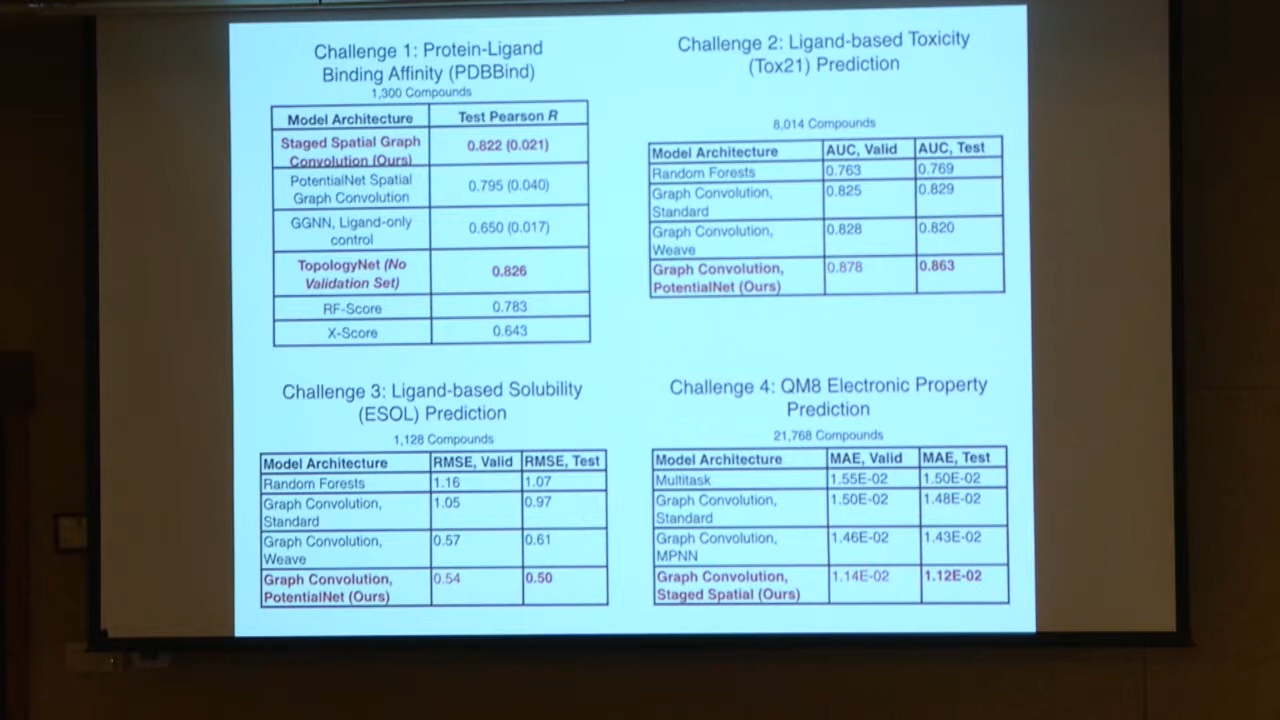 Challenge 1: Protein-Ligand
Binding Affinity (PDBBind)
1,300 Compounds
Model Architecture Test Pearson R
Staged Spatial Graph
Convolution (Ours) 0.822 (0.021)
PotentialNet Spatial
Graph Convolution 0.795 (0.040)
GGNN, Ligand-only
control 0.650 (0.017)
TopologyNet (No
Validation Set) 0.826
RF-Score 0.783
X-Score 0.643
Challenge 2: Ligand-based Toxicity
(Tox21) Prediction
8,014 Compounds
Model Architecture AUC, Valid AUC, Test
Random Forests 0.763 0.769
Graph Convolution, 0.825 0.829
Standard
Graph Convolution, 0.828 0.820
Weave
Graph Convolution, 0.878 0.863
PotentialNet (Ours)
Challenge 3: Ligand-based Solubility
(ESOL) Prediction
1,128 Compounds
Model Architecture RMSE, Valid RMSE, Test
Random Forests 1.16 1.07
Graph Convolution, 1.05 0.97
Standard
Graph Convolution, 0.57 0.61
Weave
Graph Convolution, 0.54 0.50
PotentialNet (Ours)
Challenge 4: QM8 Electronic Property
Prediction
21,768 Compounds
Model Architecture MAE, Valid MAE, Test
Multitask 1.55E-02 1.50E-02
Graph Convolution, 1.50E-02 1.48E-02
Standard
Graph Convolution, 1.46E-02 1.43E-02
MPNN
Graph Convolution, 1.14E-02 1.12E-02
Staged Spatial (Ours)